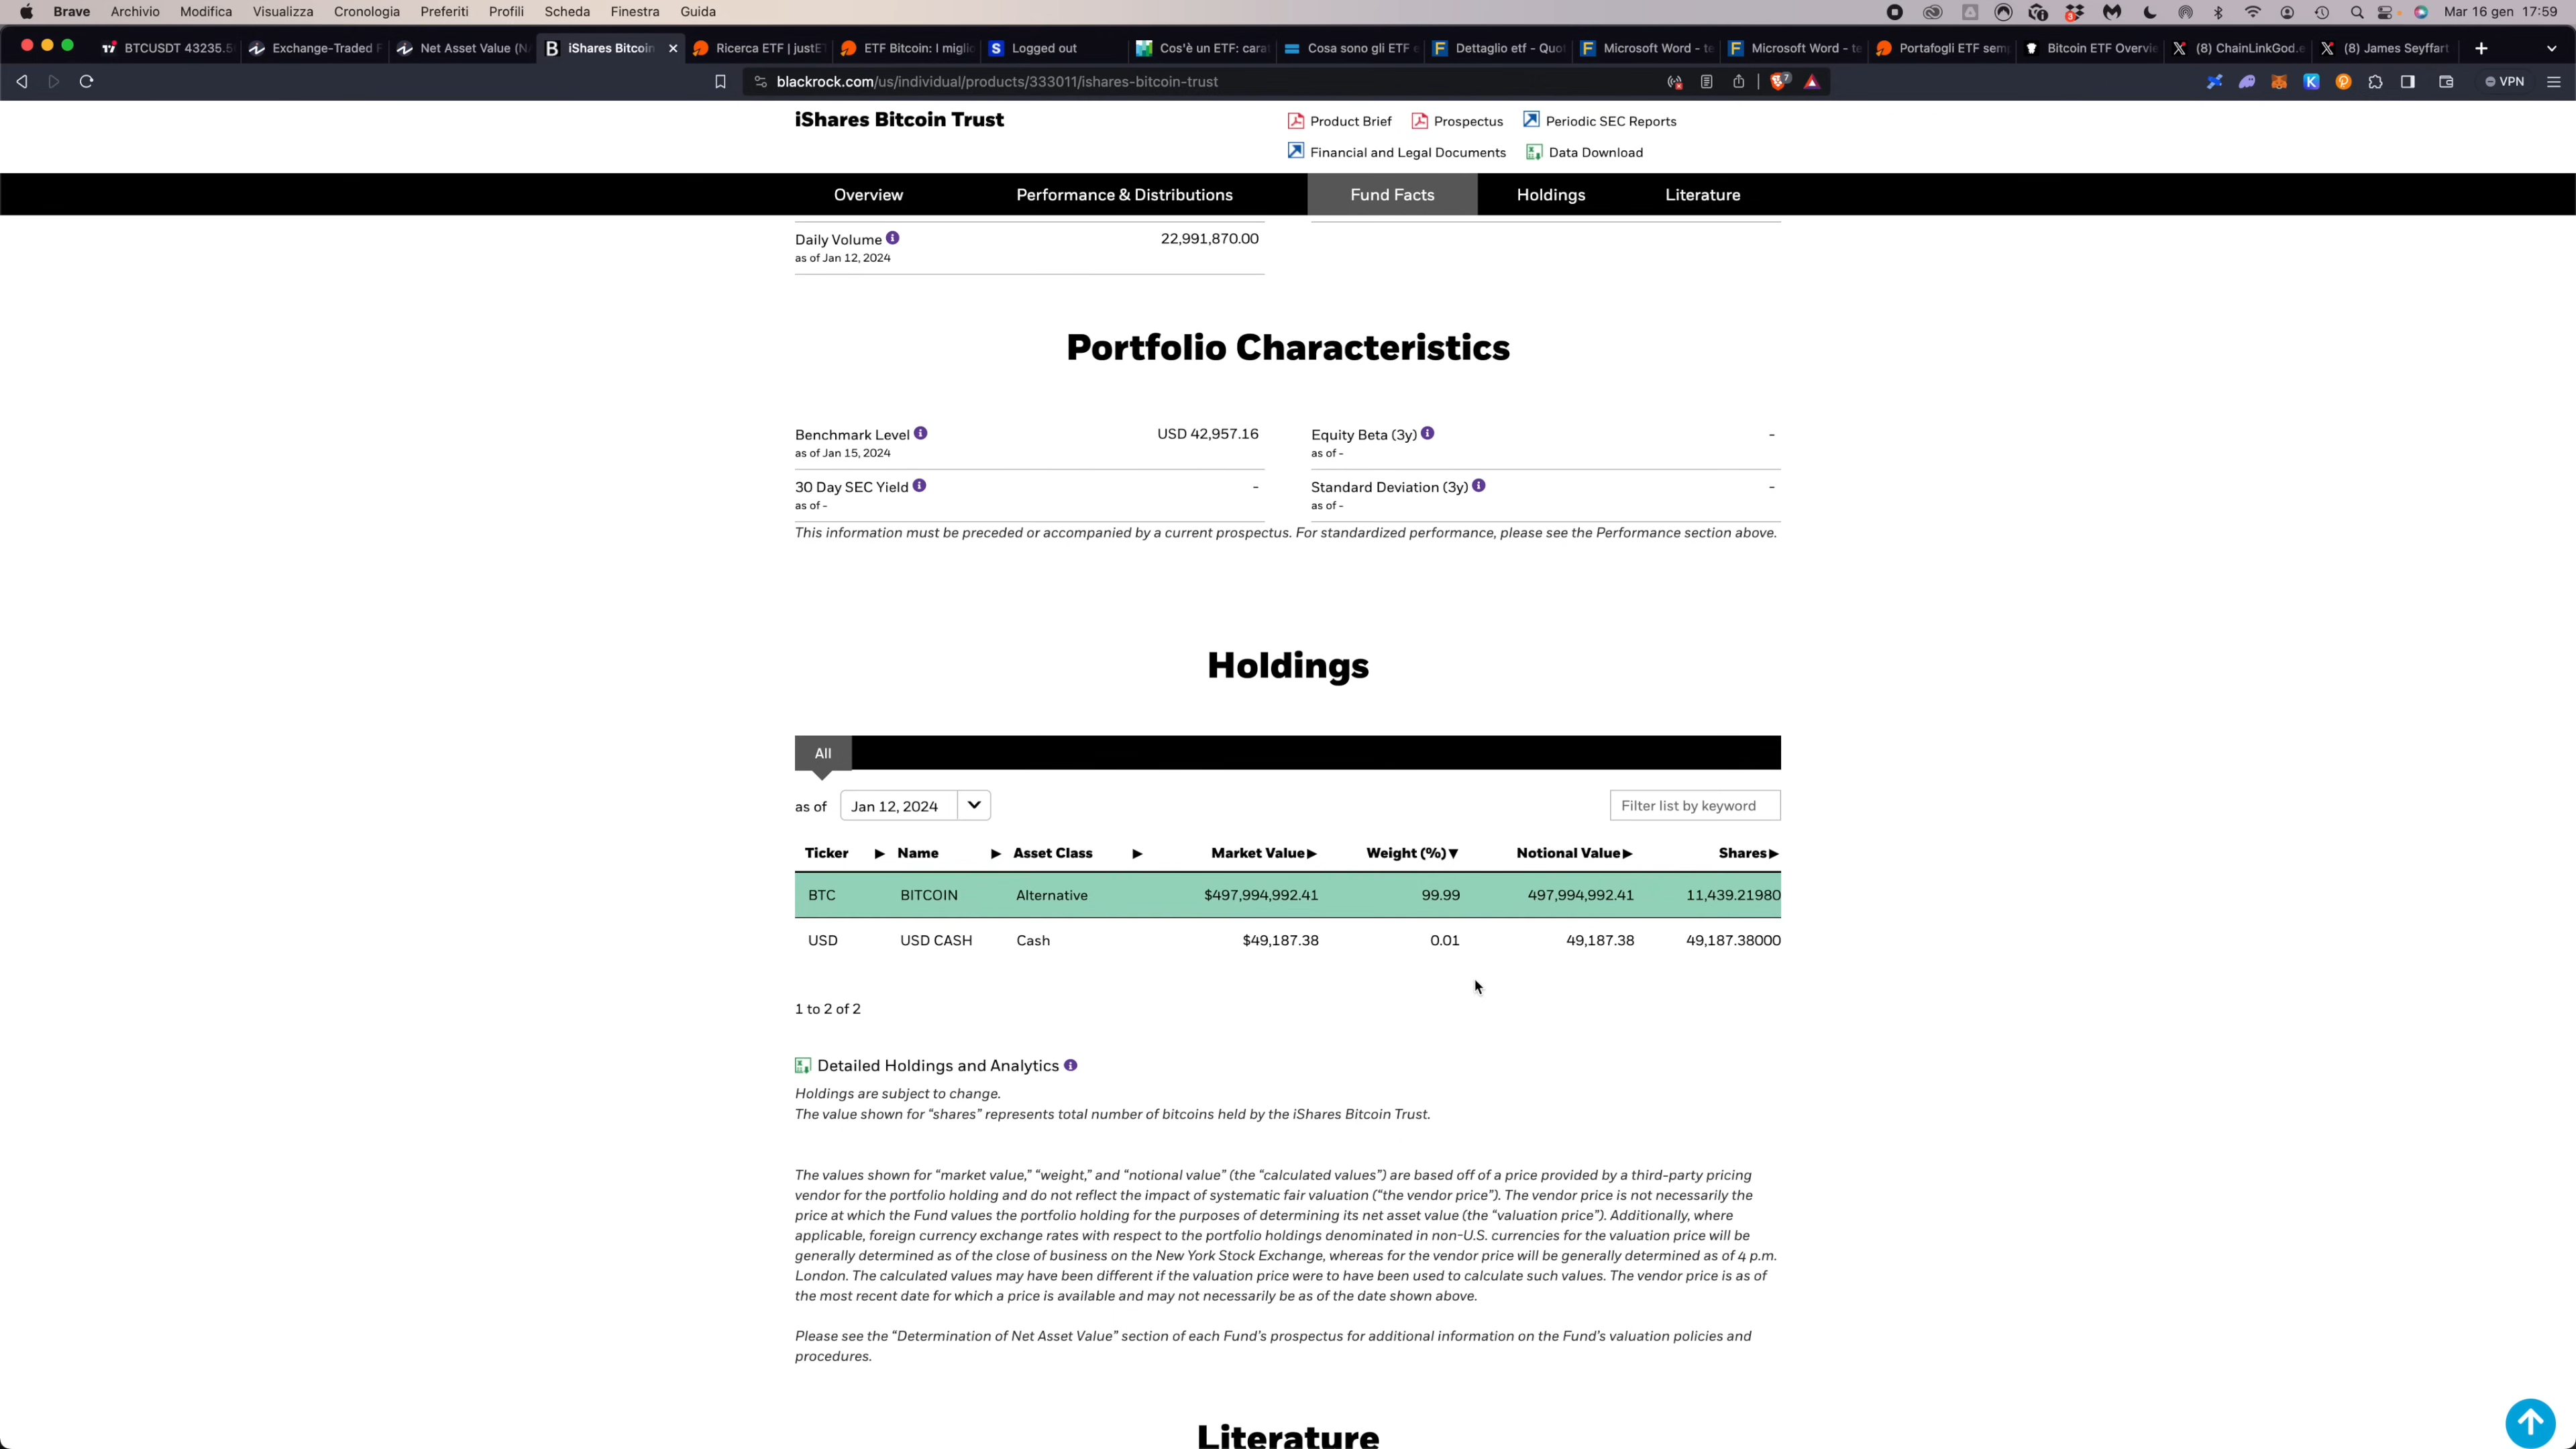 Brave Archivio Modifica Visualizza Cronologia Preferiti Profili Scheda Finestra Guida Mar 16 gen 17:59
BTCUSDT 43235.5 Exchange-Traded F Net Asset Value (N iShares Bitcoin Ricerca ETF | justE ETF Bitcoin: I miglio Logged out Cos'è un ETF: cara Cosa sono gli ETF e Dettaglio etf - Quo Microsoft Word - te Microsoft Word - te Portafogli ETF sem Bitcoin ETF Overvie (8) ChainLinkGod.e (8) James Seyffart
blackrock.com/us/individual/products/333011/ishares-bitcoin-trust 7 VPN
iShares Bitcoin Trust
Product Brief Prospectus Periodic SEC Reports
Financial and Legal Documents Data Download
Overview Performance & Distributions Fund Facts Holdings Literature
Daily Volume 22,991,870.00
as of Jan 12, 2024
Portfolio Characteristics
Benchmark Level USD 42,957.16 Equity Beta (3y) -
as of Jan 15, 2024 as of -
30 Day SEC Yield - Standard Deviation (3y) -
as of - as of -
This information must be preceded or accompanied by a current prospectus. For standardized performance, please see the Performance section above.
Holdings
All
as of Jan 12, 2024 Filter list by keyword
Ticker Name Asset Class Market Value Weight (%) Notional Value Shares
BTC BITCOIN Alternative $497,994,992.41 99.99 497,994,992.41 11,439.21980
USD USD CASH Cash $49,187.38 0.01 49,187.38 49,187.38000
1 to 2 of 2
Detailed Holdings and Analytics
Holdings are subject to change.
The value shown for “shares” represents total number of bitcoins held by the iShares Bitcoin Trust.
The values shown for “market value,” “weight,” and “notional value” (the “calculated values”) are based off of a price provided by a third-party pricing
vendor for the portfolio holding and do not reflect the impact of systematic fair valuation (“the vendor price”). The vendor price is not necessarily the
price at which the Fund values the portfolio holding for the purposes of determining its net asset value (the “valuation price”). Additionally, where
applicable, foreign currency exchange rates with respect to the portfolio holdings denominated in non-U.S. currencies for the valuation price will be
generally determined as of the close of business on the New York Stock Exchange, whereas for the vendor price will be generally determined as of 4 p.m.
London. The calculated values may have been different if the valuation price were to have been used to calculate such values. The vendor price is as of
the most recent date for which a price is available and may not necessarily be as of the date shown above.
Please see the “Determination of Net Asset Value” section of each Fund’s prospectus for additional information on the Fund’s valuation policies and
procedures.
Literature